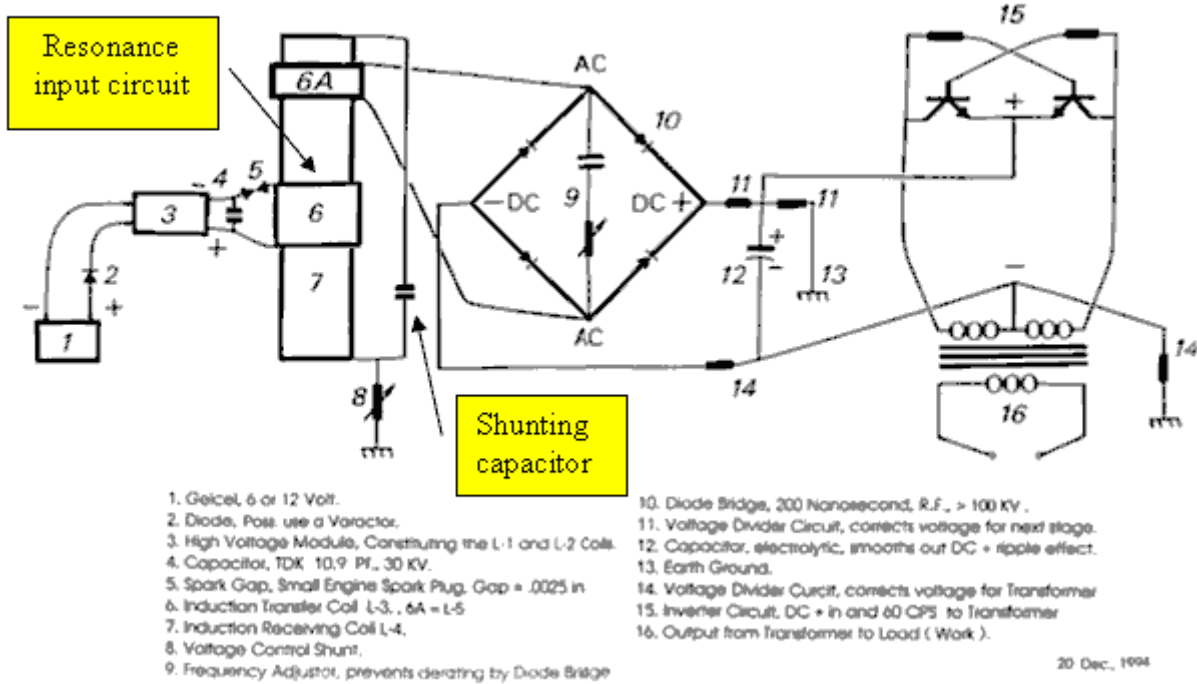 Resonance
input circuit
6A
AC
15
10
4
5
-
3
+
6
- DC
9
DC +
11
11
+
2
7
12
+
-
13
-
-
+
1
AC
14
14
8
16
Shunting
capacitor
1. Gelcel, 6 or 12 Volt.
2. Diode, Poss. use a Varactor.
3. High Voltage Module, Constituting the L-1 and L-2 Coils.
4. Capacitor, TDK 10.9 Pf., 30 KV.
5. Spark Gap, Small Engine Spark Plug, Gap = .0025 in
6. Induction Transfer Coil L-3, , 6A = L-5
7. Induction Receiving Coil L-4.
8. Voltage Control Shunt.
9. Frequency Adjustor, prevents derating by Diode Bridge
10. Diode Bridge, 200 Nanosecond, R.F., > 100 KV .
11. Voltage Divider Circuit, corrects voltage for next stage.
12. Capacitor, electrolytic, smooths out DC + ripple effect.
13. Earth Ground.
14. Voltage Divider Curcit, corrects voltage for Transformer
15. Inverter Circuit, DC + in and 60 CPS to Transformer
16. Output from Transformer to Load ( Work ).
20 Dec., 1994